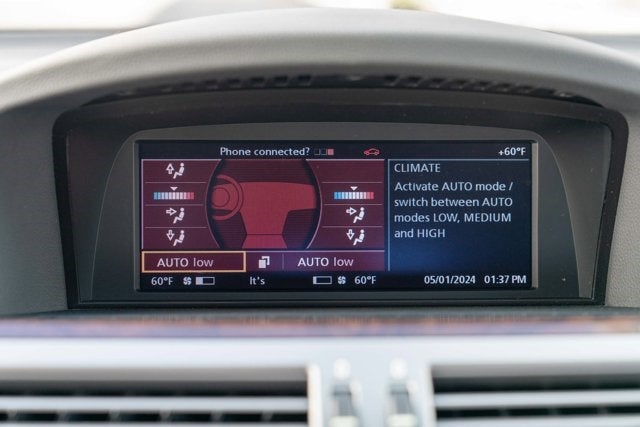 Phone connected? +60°F
CLIMATE
Activate AUTO mode /
switch between AUTO
modes LOW, MEDIUM
and HIGH
AUTO low AUTO low
60°F It's 60°F 05/01/2024 01:37 PM